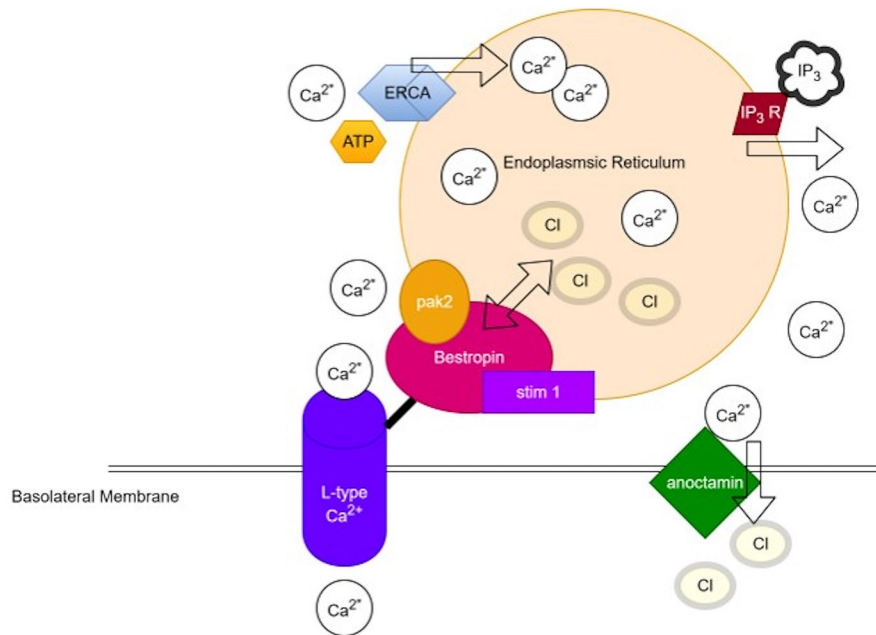 IP₃
Ca²⁺
Ca²⁺
ERCA
Ca²⁺
IP₃ R
ATP
Endoplasmsic Reticulum
Ca²⁺
Ca²⁺
Ca²⁺
Cl
Cl
Ca²⁺
pak2
Cl
Ca²⁺
Bestropin
Ca²⁺
stim 1
Ca²⁺
anoctamin
Basolateral Membrane
L-type
Ca²⁺
Cl
Cl
Ca²⁺